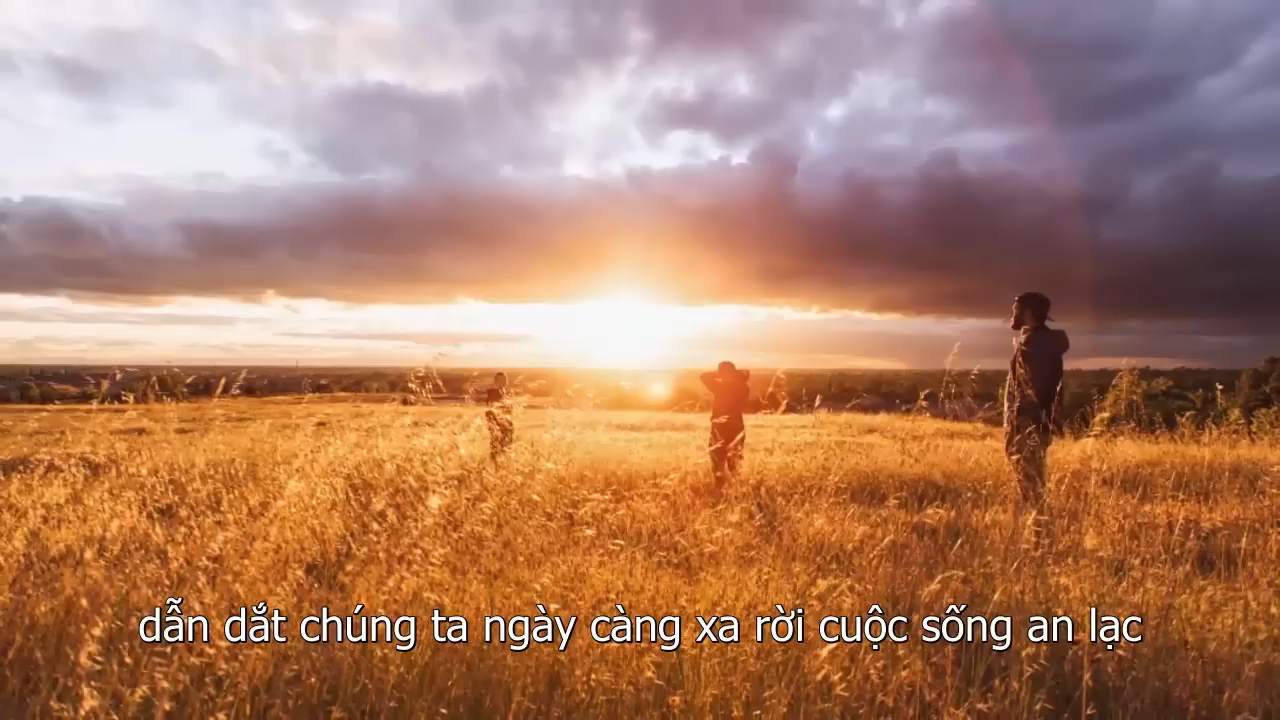 dẫn dắt chúng ta ngày càng xa rời cuộc sống an lạc